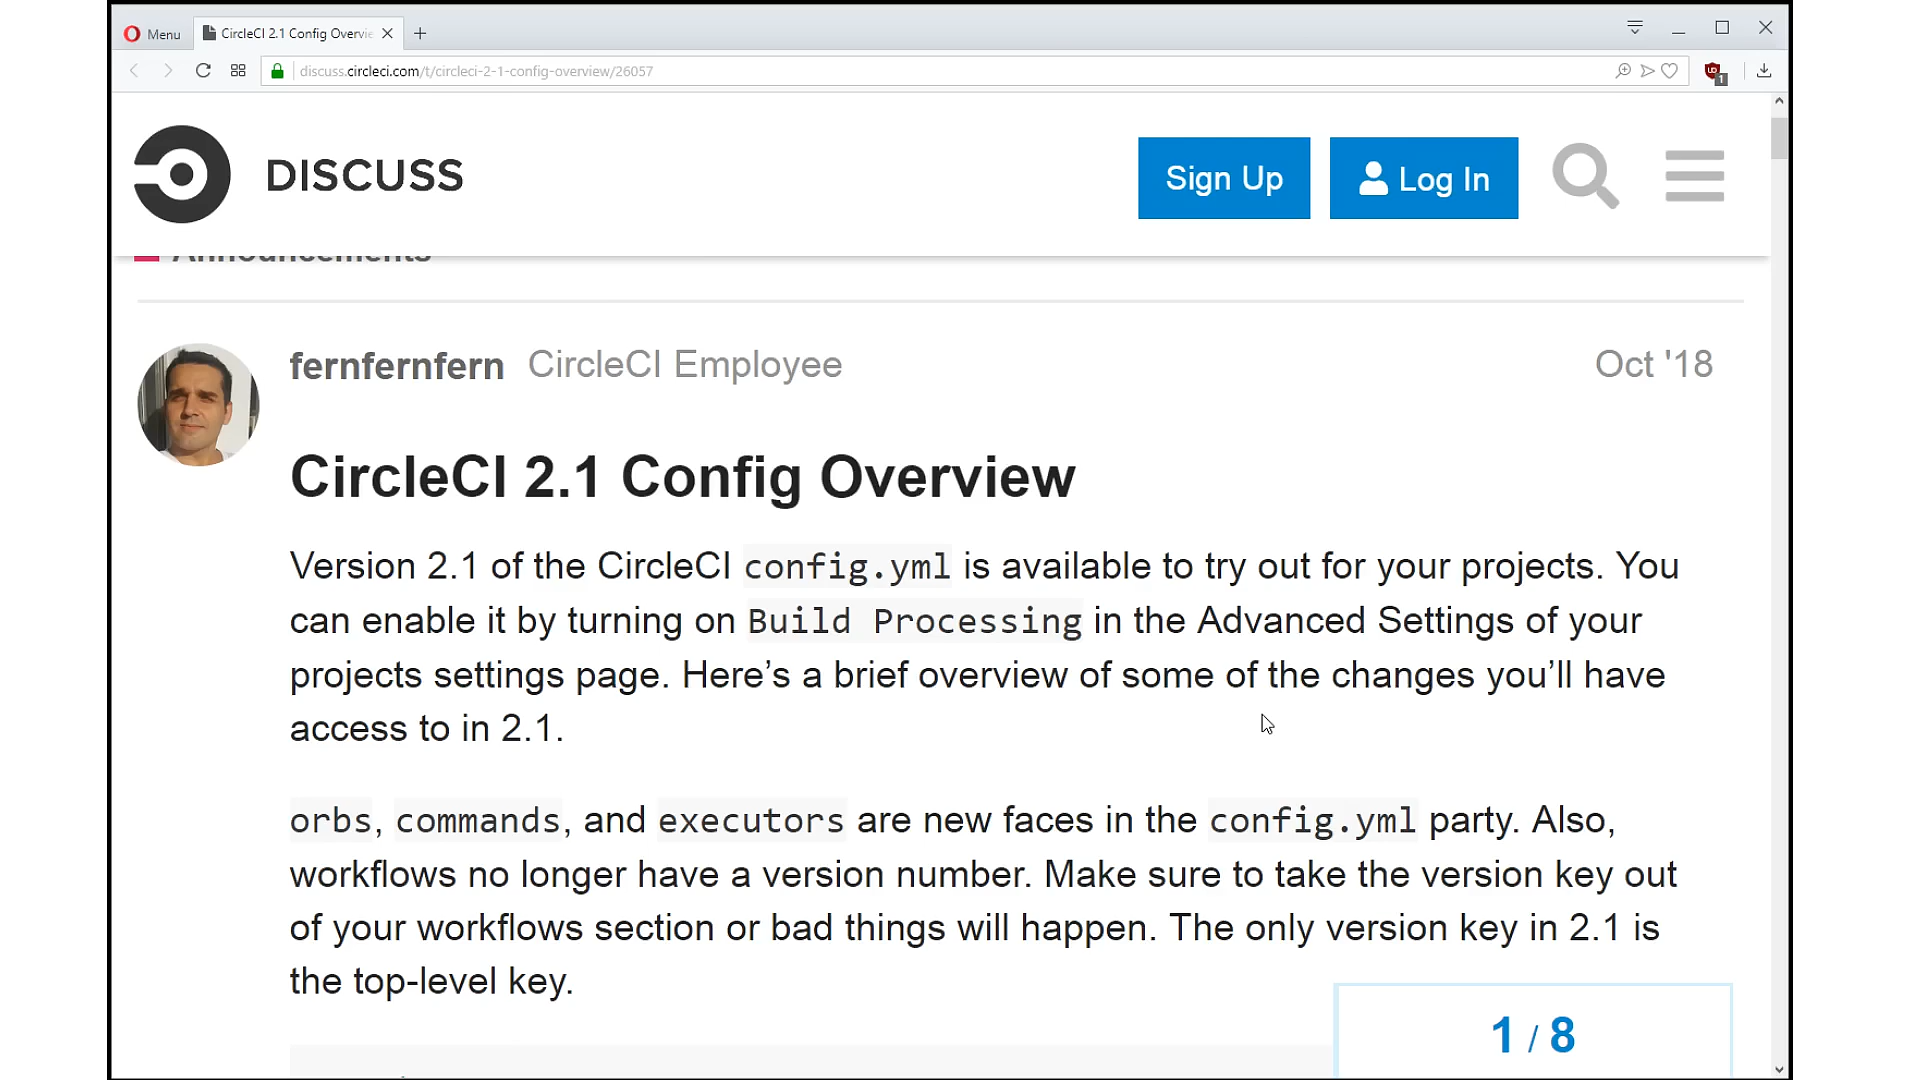 Menu
CircleCI 2.1 Config Overvie
discuss.circleci.com/t/circleci-2-1-config-overview/26057
1
DISCUSS
Sign Up
Log In
Announcements
fernfernfern CircleCI Employee
Oct '18
CircleCI 2.1 Config Overview
Version 2.1 of the CircleCI config.yml is available to try out for your projects. You
can enable it by turning on Build Processing in the Advanced Settings of your
projects settings page. Here’s a brief overview of some of the changes you’ll have
access to in 2.1.
orbs, commands, and executors are new faces in the config.yml party. Also,
workflows no longer have a version number. Make sure to take the version key out
of your workflows section or bad things will happen. The only version key in 2.1 is
the top-level key.
1 / 8